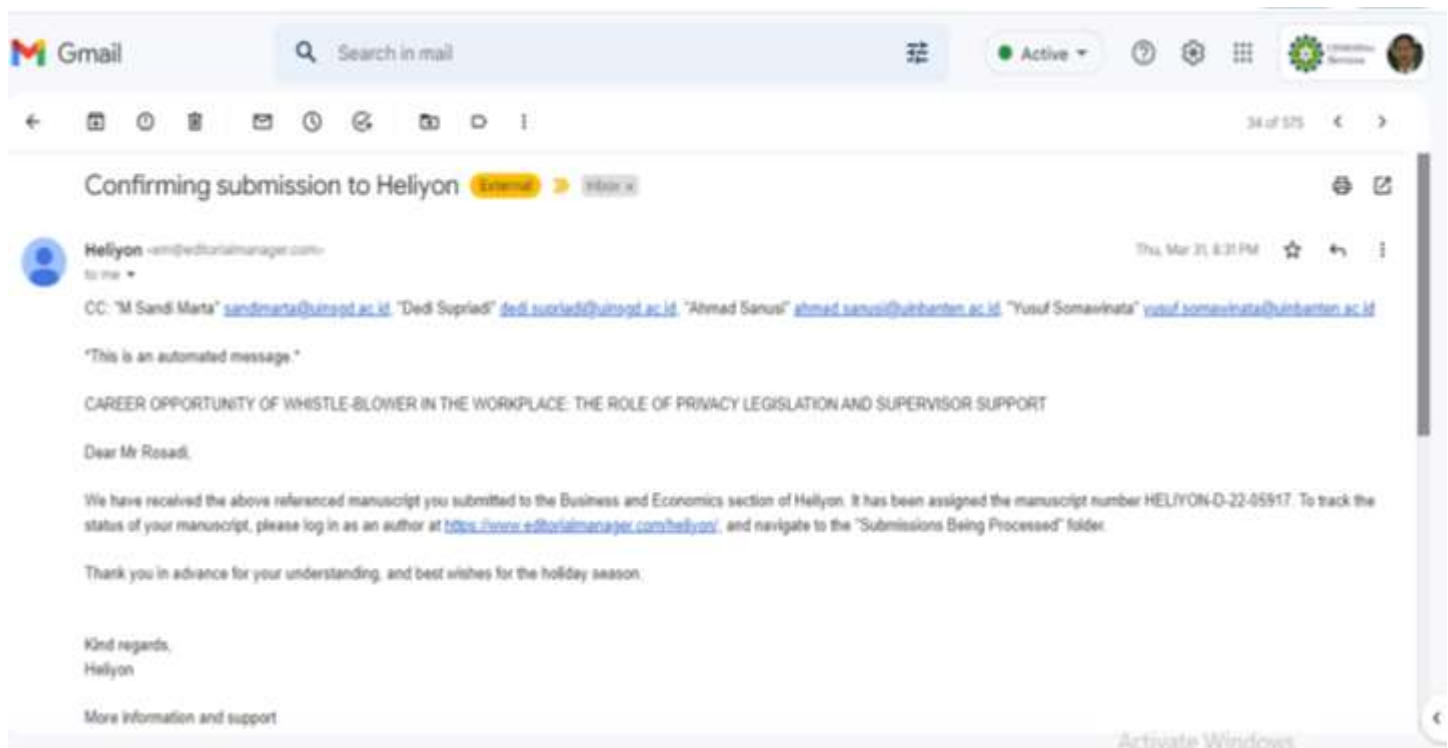 Gmail
Search in mail
Active
34 of 575
Confirming submission to Heliyon External Inbox x
Heliyon <em@editorialmanager.com>
Thu, Mar 31, 8:31 PM
to me
CC: "M Sandi Marta" sandimarta@uinsgd.ac.id, "Dedi Supriadi" dedi.supriadi@uinsgd.ac.id, "Ahmad Sanusi" ahmad.sanusi@uinbanten.ac.id, "Yusuf Somawinata" yusuf.somawinata@uinbanten.ac.id
*This is an automated message.*
CAREER OPPORTUNITY OF WHISTLE-BLOWER IN THE WORKPLACE: THE ROLE OF PRIVACY LEGISLATION AND SUPERVISOR SUPPORT
Dear Mr Rosadi,
We have received the above referenced manuscript you submitted to the Business and Economics section of Heliyon. It has been assigned the manuscript number HELIYON-D-22-05917. To track the
status of your manuscript, please log in as an author at https://www.editorialmanager.com/heliyon/, and navigate to the "Submissions Being Processed" folder.
Thank you in advance for your understanding, and best wishes for the holiday season.
Kind regards,
Heliyon
More information and support
Activate Windows